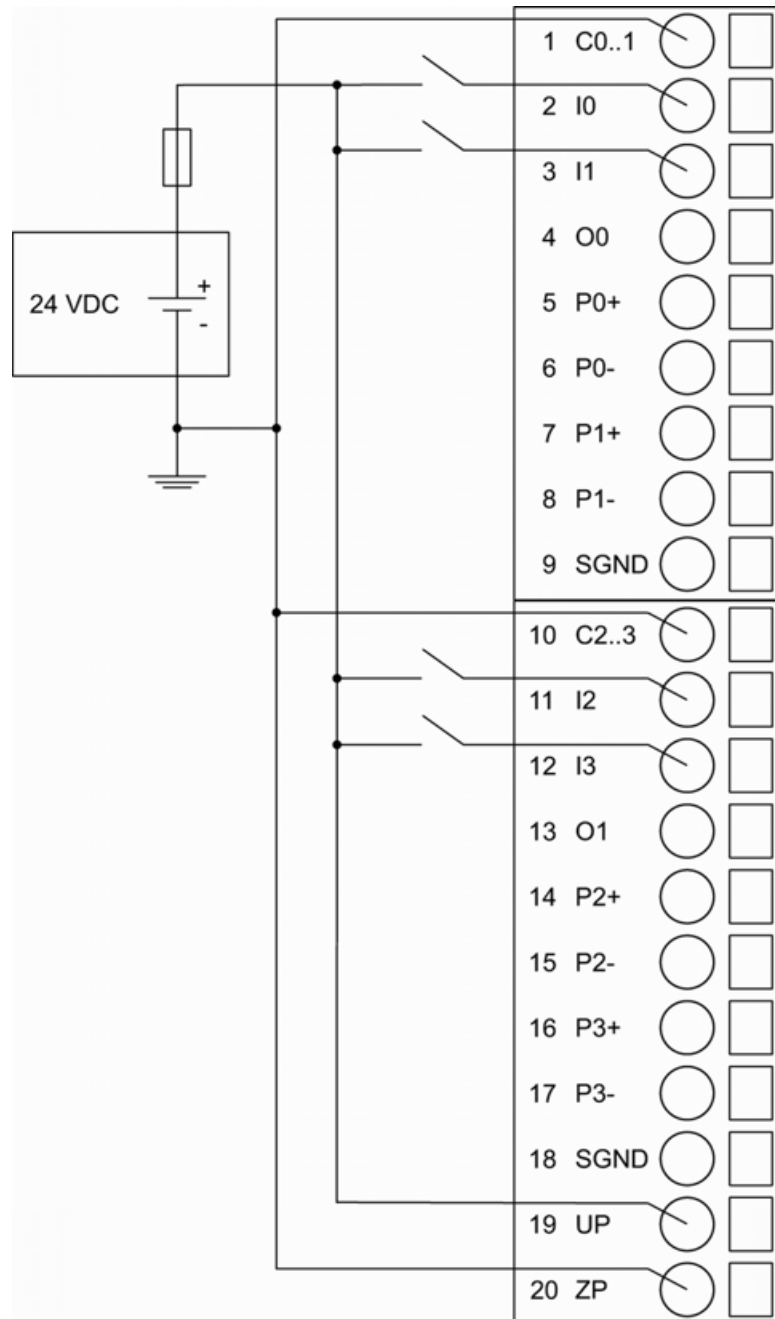 1 C0..1
2 I0
3 I1
4 O0
24 VDC
+
-
5 P0+
6 P0-
7 P1+
8 P1-
9 SGND
10 C2..3
11 I2
12 I3
13 O1
14 P2+
15 P2-
16 P3+
17 P3-
18 SGND
19 UP
20 ZP